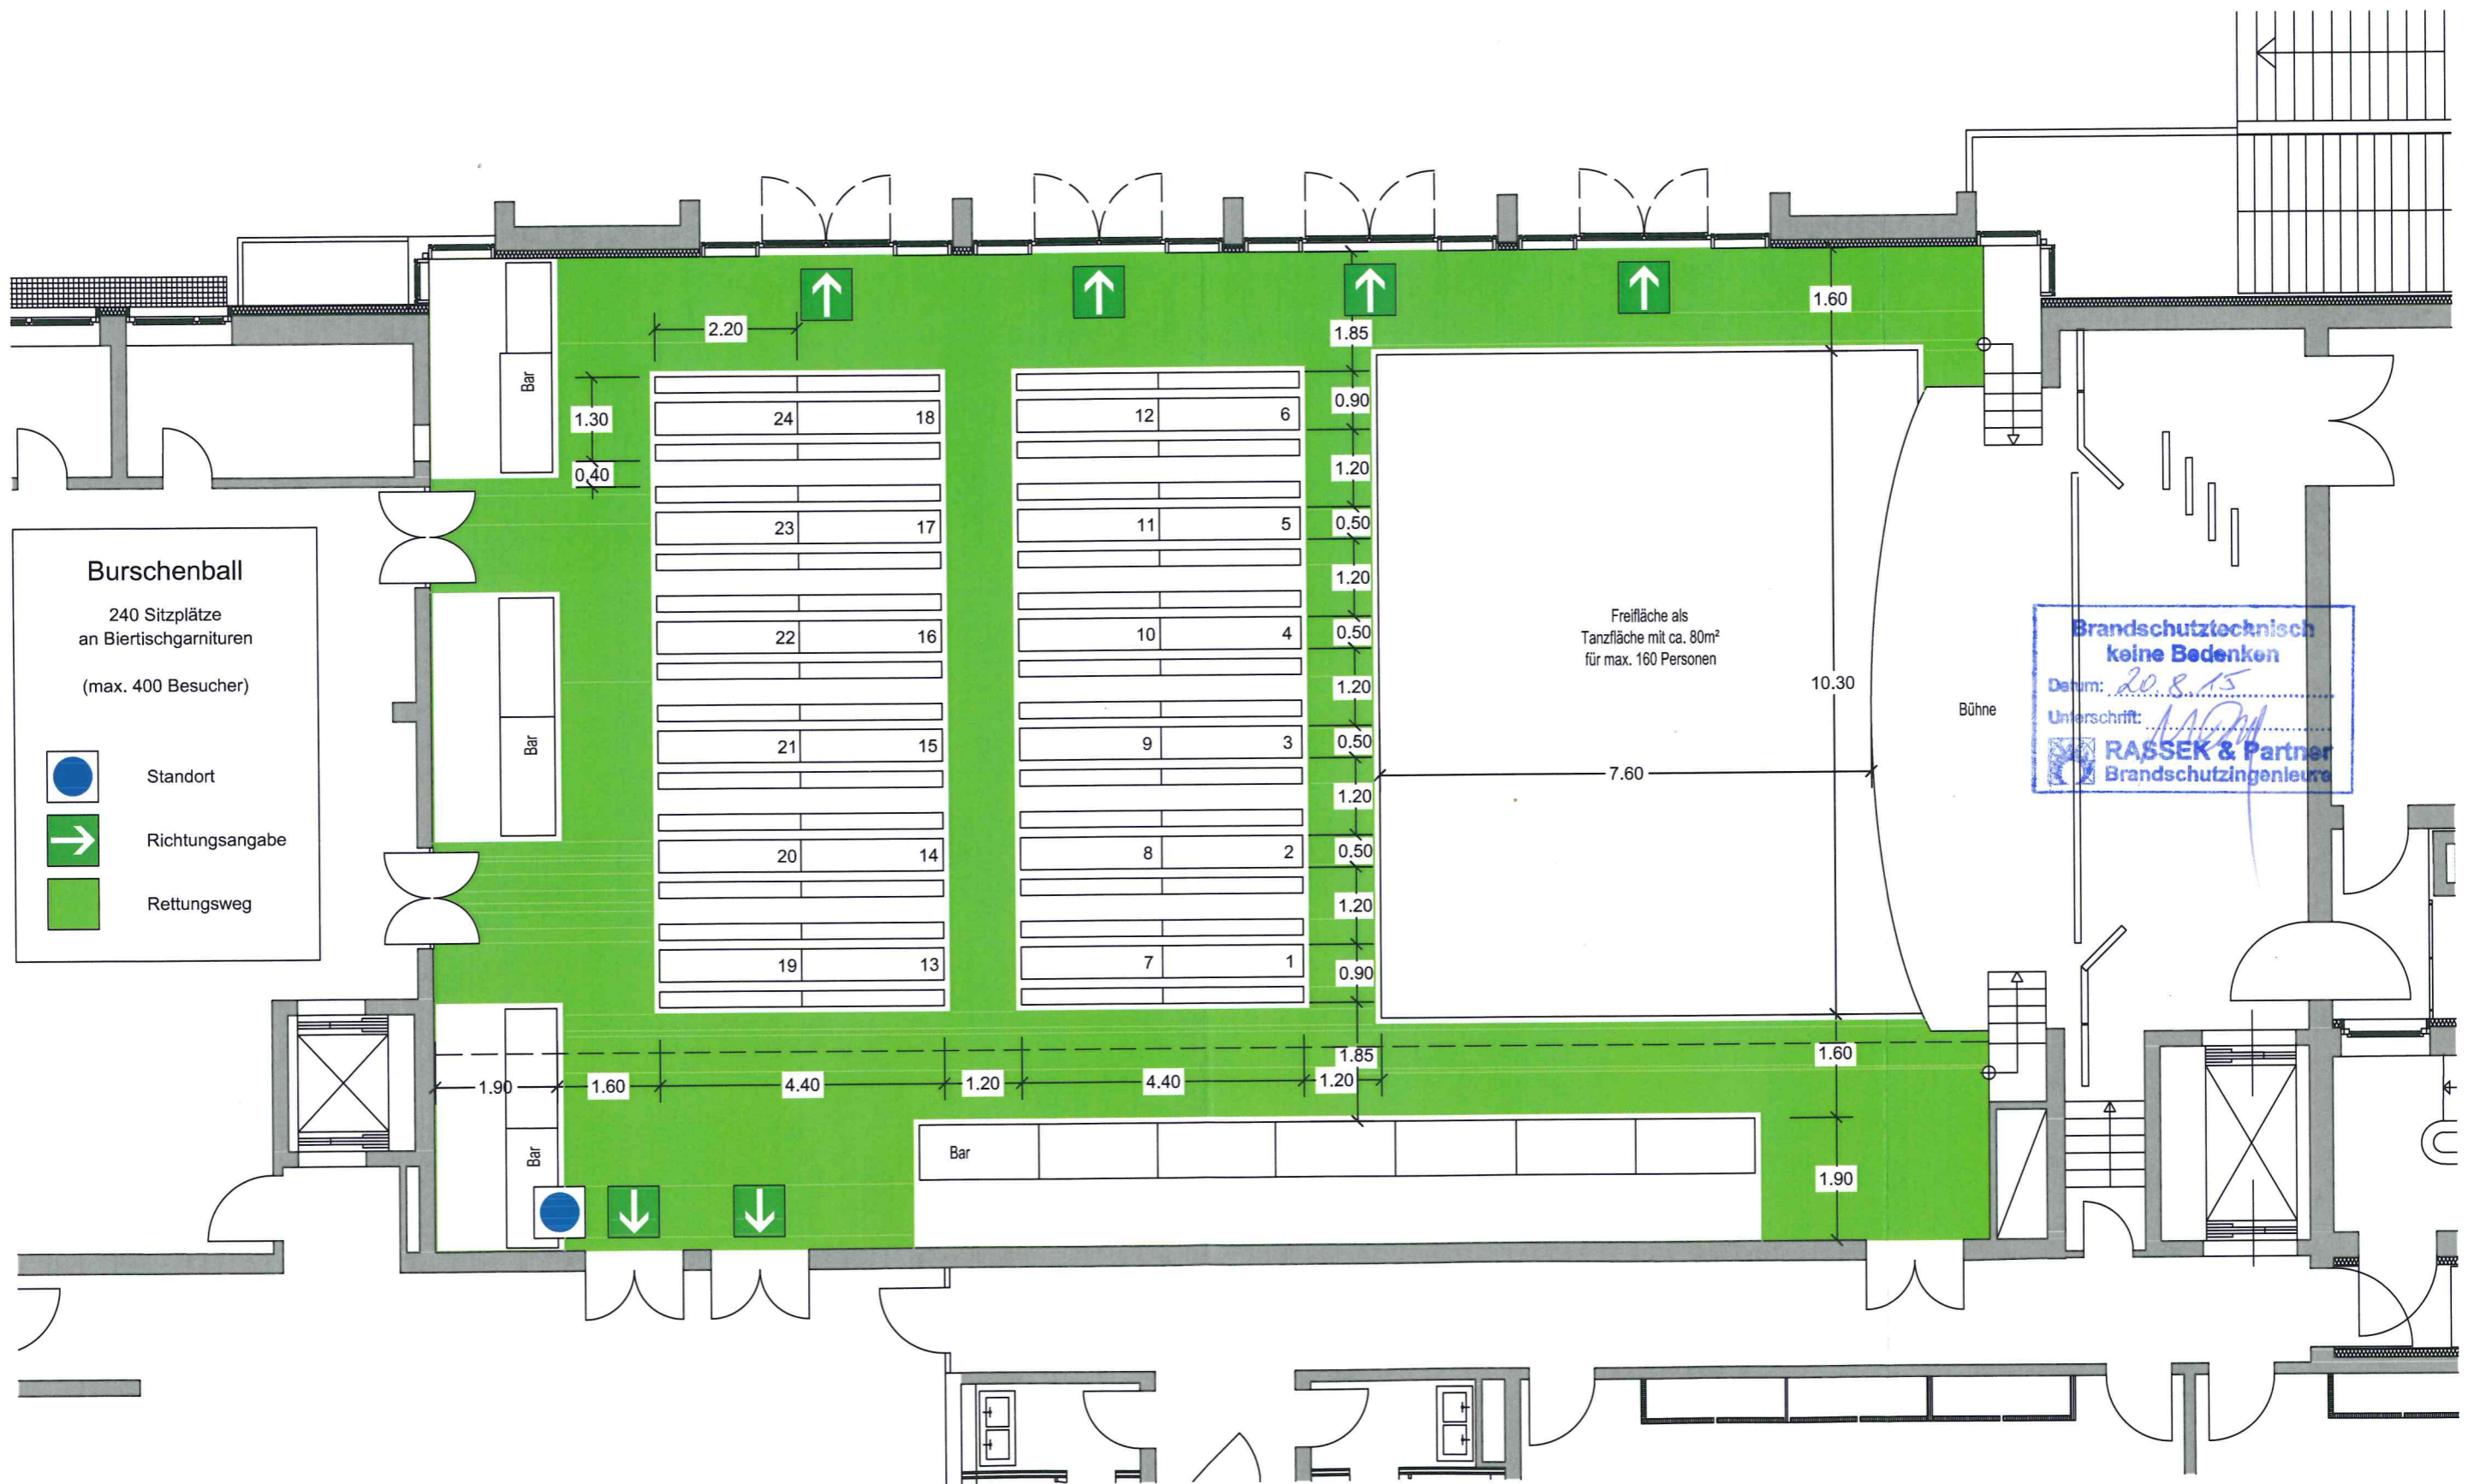 1.60
2.20
1.85
Bar
1.30
0.40
24 18 12 6
0.90
1.20
23 17 11 5
0.50
1.20
22 16 10 4
0.50
1.20
21 15 9 3
0.50
1.20
20 14 8 2
0.50
1.20
19 13 7 1
0.90
Burschenball
240 Sitzplätze
an Biertischgarnituren
(max. 400 Besucher)
Standort
Richtungsangabe
Rettungsweg
Bar
Freifläche als
Tanzfläche mit ca. 80m²
für max. 160 Personen
10.30
7.60
Bühne
Brandschutztechnisch
keine Bedenken
Datum: 20.8.15
Unterschrift:
RASSEK & Partner
Brandschutzingenieure
1.85
1.60
1.90 1.60 4.40 1.20 4.40 1.20
Bar
Bar
1.90